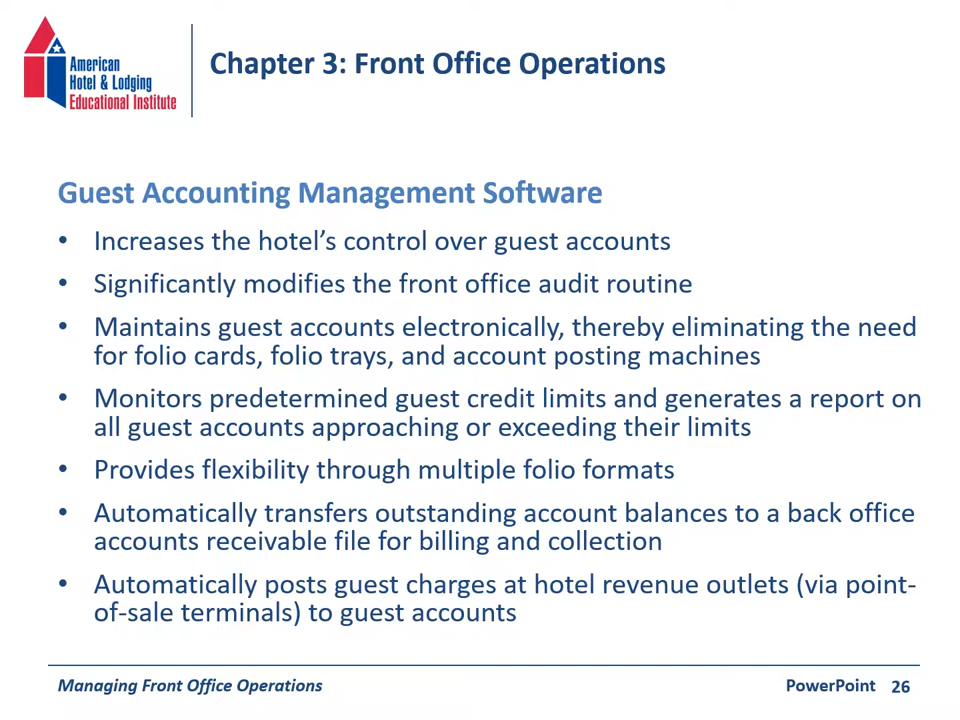 American
Hotel & Lodging
Educational Institute
Chapter 3: Front Office Operations
Guest Accounting Management Software
• Increases the hotel’s control over guest accounts
• Significantly modifies the front office audit routine
• Maintains guest accounts electronically, thereby eliminating the need
for folio cards, folio trays, and account posting machines
• Monitors predetermined guest credit limits and generates a report on
all guest accounts approaching or exceeding their limits
• Provides flexibility through multiple folio formats
• Automatically transfers outstanding account balances to a back office
accounts receivable file for billing and collection
• Automatically posts guest charges at hotel revenue outlets (via point-
of-sale terminals) to guest accounts
Managing Front Office Operations
PowerPoint 26